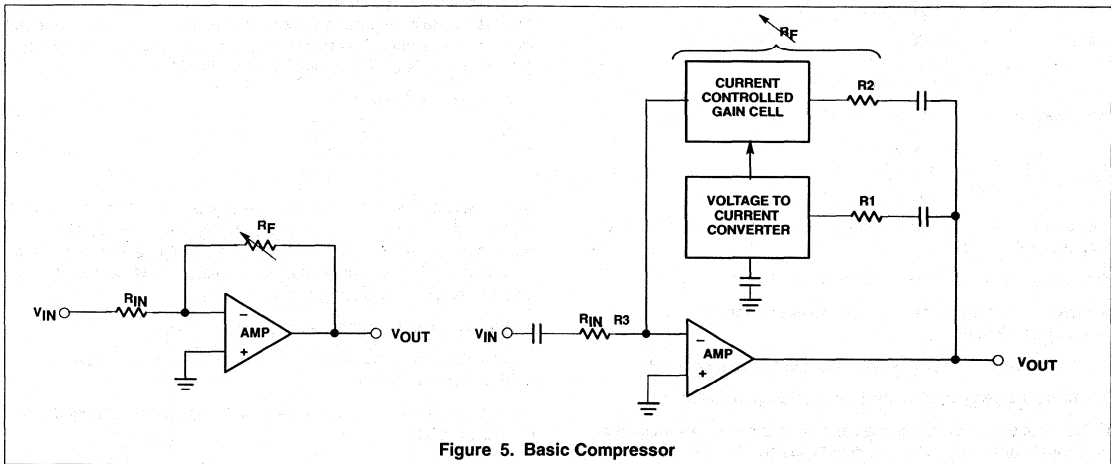 RF
CURRENT
CONTROLLED
GAIN CELL
R2
VOLTAGE TO
CURRENT
CONVERTER
R1
RF
RIN
VIN
−
AMP
+
VOUT
VIN
RIN R3
−
AMP
+
VOUT
Figure 5. Basic Compressor